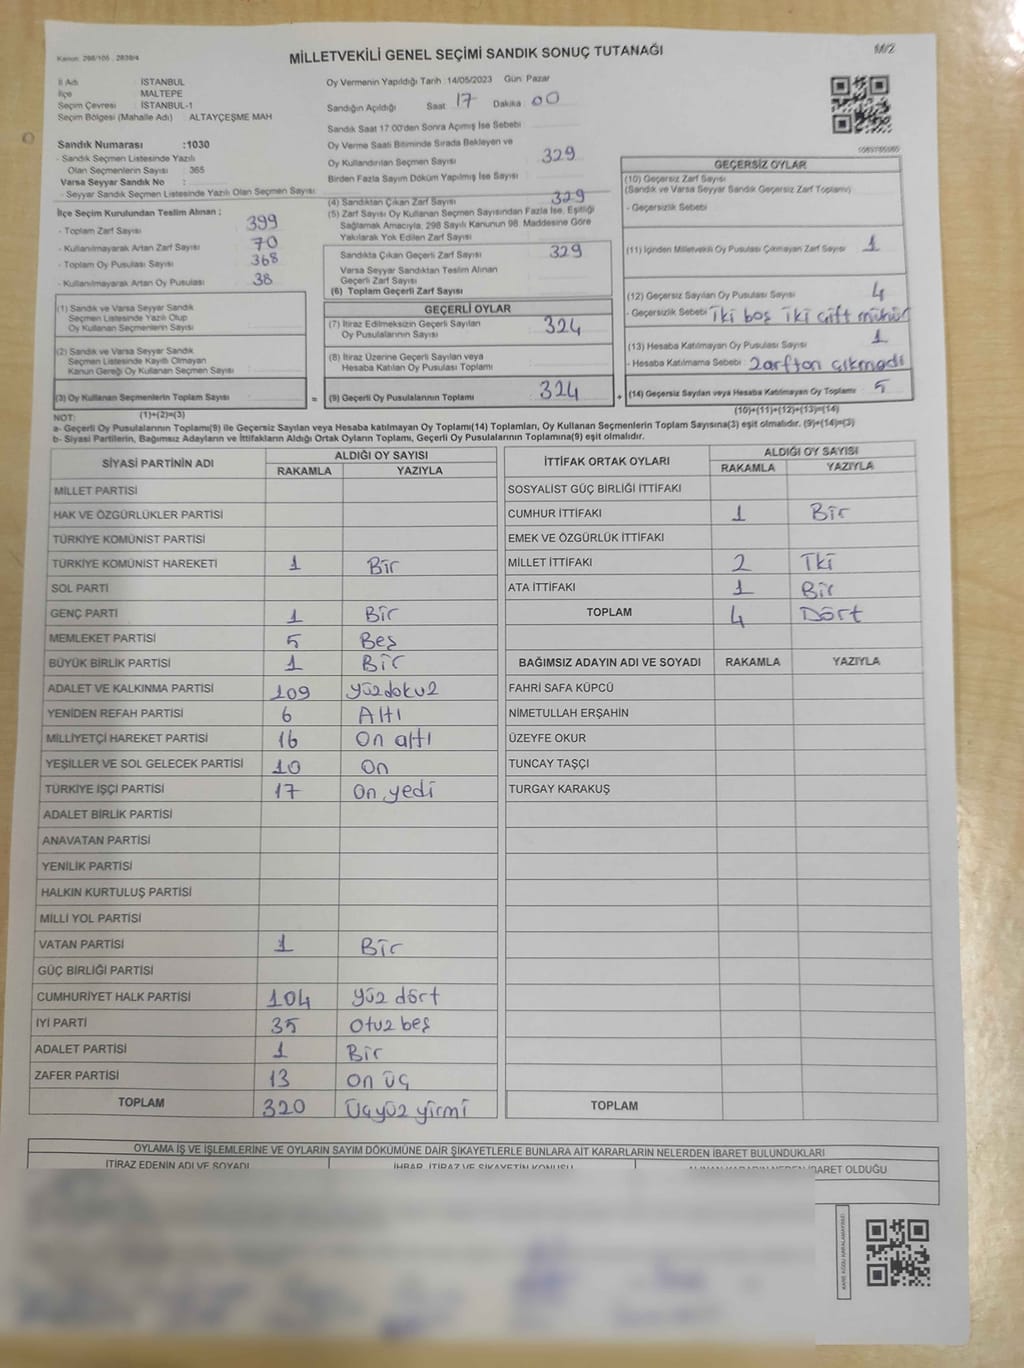 Kanun: 298/105 , 2839/4
MİLLETVEKİLİ GENEL SEÇİMİ SANDIK SONUÇ TUTANAĞI
M/2
İl Adı : İSTANBUL
İlçe MALTEPE
Seçim Çevresi : İSTANBUL-1
Seçim Bölgesi (Mahalle Adı) ALTAYÇEŞME MAH
Sandık Numarası :1030
- Sandık Seçmen Listesinde Yazılı
Olan Seçmenlerin Sayısı : 365
Varsa Seyyar Sandık No :
- Seyyar Sandık Seçmen Listesinde Yazılı Olan Seçmen Sayısı:
İlçe Seçim Kurulundan Teslim Alınan ;
- Toplam Zarf Sayısı 399
- Kullanılmayarak Artan Zarf Sayısı 70
- Toplam Oy Pusulası Sayısı 368
- Kullanılmayarak Artan Oy Pusulası 38
Oy Vermenin Yapıldığı Tarih :14/05/2023 Gün: Pazar
Sandığın Açıldığı Saat 17 Dakika 00
Sandık Saat 17:00'den Sonra Açılmış İse Sebebi
Oy Verme Saati Bitiminde Sırada Bekleyen ve
Oy Kullandırılan Seçmen Sayısı 329
Birden Fazla Sayım Döküm Yapılmış İse Sayısı
(4) Sandıktan Çıkan Zarf Sayısı 329
(5) Zarf Sayısı Oy Kullanan Seçmen Sayısından Fazla İse, Eşitliği
Sağlamak Amacıyla, 298 Sayılı Kanunun 98. Maddesine Göre
Yakılarak Yok Edilen Zarf Sayısı
Sandıkta Çıkan Geçerli Zarf Sayısı 329
Varsa Seyyar Sandıktan Teslim Alınan
Geçerli Zarf Sayısı
(6) Toplam Geçerli Zarf Sayısı
GEÇERSİZ OYLAR
(10) Geçersiz Zarf Sayısı
(Sandık ve Varsa Seyyar Sandık Geçersiz Zarf Toplamı)
- Geçersizlik Sebebi
(11) İçinden Milletvekili Oy Pusulası Çıkmayan Zarf Sayısı 1
(12) Geçersiz Sayılan Oy Pusulası Sayısı 4
- Geçersizlik Sebebi iki boş iki çift mühür
(13) Hesaba Katılmayan Oy Pusulası Sayısı 1
- Hesaba Katılmama Sebebi zarftan çıkmadı
(14) Geçersiz Sayılan veya Hesaba Katılmayan Oy Toplamı 5
(10)+(11)+(12)+(13)=(14)
(1) Sandık ve Varsa Seyyar Sandık
Seçmen Listesinde Yazılı Olup
Oy Kullanan Seçmenlerin Sayısı
(2) Sandık ve Varsa Seyyar Sandık
Seçmen Listesinde Kayıtlı Olmayan
Kanun Gereği Oy Kullanan Seçmen Sayısı
(3) Oy Kullanan Seçmenlerin Toplam Sayısı =
(1)+(2)=(3)
GEÇERLİ OYLAR
(7) İtiraz Edilmeksizin Geçerli Sayılan
Oy Pusulalarının Sayısı 324
(8) İtiraz Üzerine Geçerli Sayılan veya
Hesaba Katılan Oy Pusulası Toplamı
(9) Geçerli Oy Pusulalarının Toplamı 324 +
NOT:
a- Geçerli Oy Pusulalarının Toplamı(9) ile Geçersiz Sayılan veya Hesaba katılmayan Oy Toplamı(14) Toplamları, Oy Kullanan Seçmenlerin Toplam Sayısına(3) eşit olmalıdır. (9)+(14)=(3)
b- Siyasi Partilerin, Bağımsız Adayların ve İttifakların Aldığı Ortak Oyların Toplamı, Geçerli Oy Pusulalarının Toplamına(9) eşit olmalıdır.
SİYASİ PARTİNİN ADI ALDIĞI OY SAYISI
RAKAMLA YAZIYLA
MİLLET PARTİSİ
HAK VE ÖZGÜRLÜKLER PARTİSİ
TÜRKİYE KOMÜNİST PARTİSİ
TÜRKİYE KOMÜNİST HAREKETİ 1 Bir
SOL PARTİ
GENÇ PARTİ 1 Bir
MEMLEKET PARTİSİ 5 Beş
BÜYÜK BİRLİK PARTİSİ 1 Bir
ADALET VE KALKINMA PARTİSİ 109 yüzdokuz
YENİDEN REFAH PARTİSİ 6 Altı
MİLLİYETÇİ HAREKET PARTİSİ 16 On altı
YEŞİLLER VE SOL GELECEK PARTİSİ 10 On
TÜRKİYE İŞÇİ PARTİSİ 17 On yedi
ADALET BİRLİK PARTİSİ
ANAVATAN PARTİSİ
YENİLİK PARTİSİ
HALKIN KURTULUŞ PARTİSİ
MİLLİ YOL PARTİSİ
VATAN PARTİSİ 1 Bir
GÜÇ BİRLİĞİ PARTİSİ
CUMHURİYET HALK PARTİSİ 104 yüz dört
İYİ PARTİ 35 otuz beş
ADALET PARTİSİ 1 Bir
ZAFER PARTİSİ 13 on üç
TOPLAM 320 Üçyüz yirmi
İTTİFAK ORTAK OYLARI ALDIĞI OY SAYISI
RAKAMLA YAZIYLA
SOSYALİST GÜÇ BİRLİĞİ İTTİFAKI
CUMHUR İTTİFAKI 1 Bir
EMEK VE ÖZGÜRLÜK İTTİFAKI
MİLLET İTTİFAKI 2 İki
ATA İTTİFAKI 1 Bir
TOPLAM 4 Dört
BAĞIMSIZ ADAYIN ADI VE SOYADI RAKAMLA YAZIYLA
FAHRİ SAFA KÜPCÜ
NİMETULLAH ERŞAHİN
ÜZEYFE OKUR
TUNCAY TAŞÇI
TURGAY KARAKUŞ
TOPLAM
OYLAMA İŞ VE İŞLEMLERİNE VE OYLARIN SAYIM DÖKÜMÜNE DAİR ŞİKAYETLERLE BUNLARA AİT KARARLARIN NELERDEN İBARET BULUNDUKLARI
İTİRAZ EDENİN ADI VE SOYADI İHBAR, İTİRAZ VE ŞİKAYETİN KONUSU ALINAN KARARIN NEDEN İBARET OLDUĞU
KARE KODU KARALAMAYINIZ!